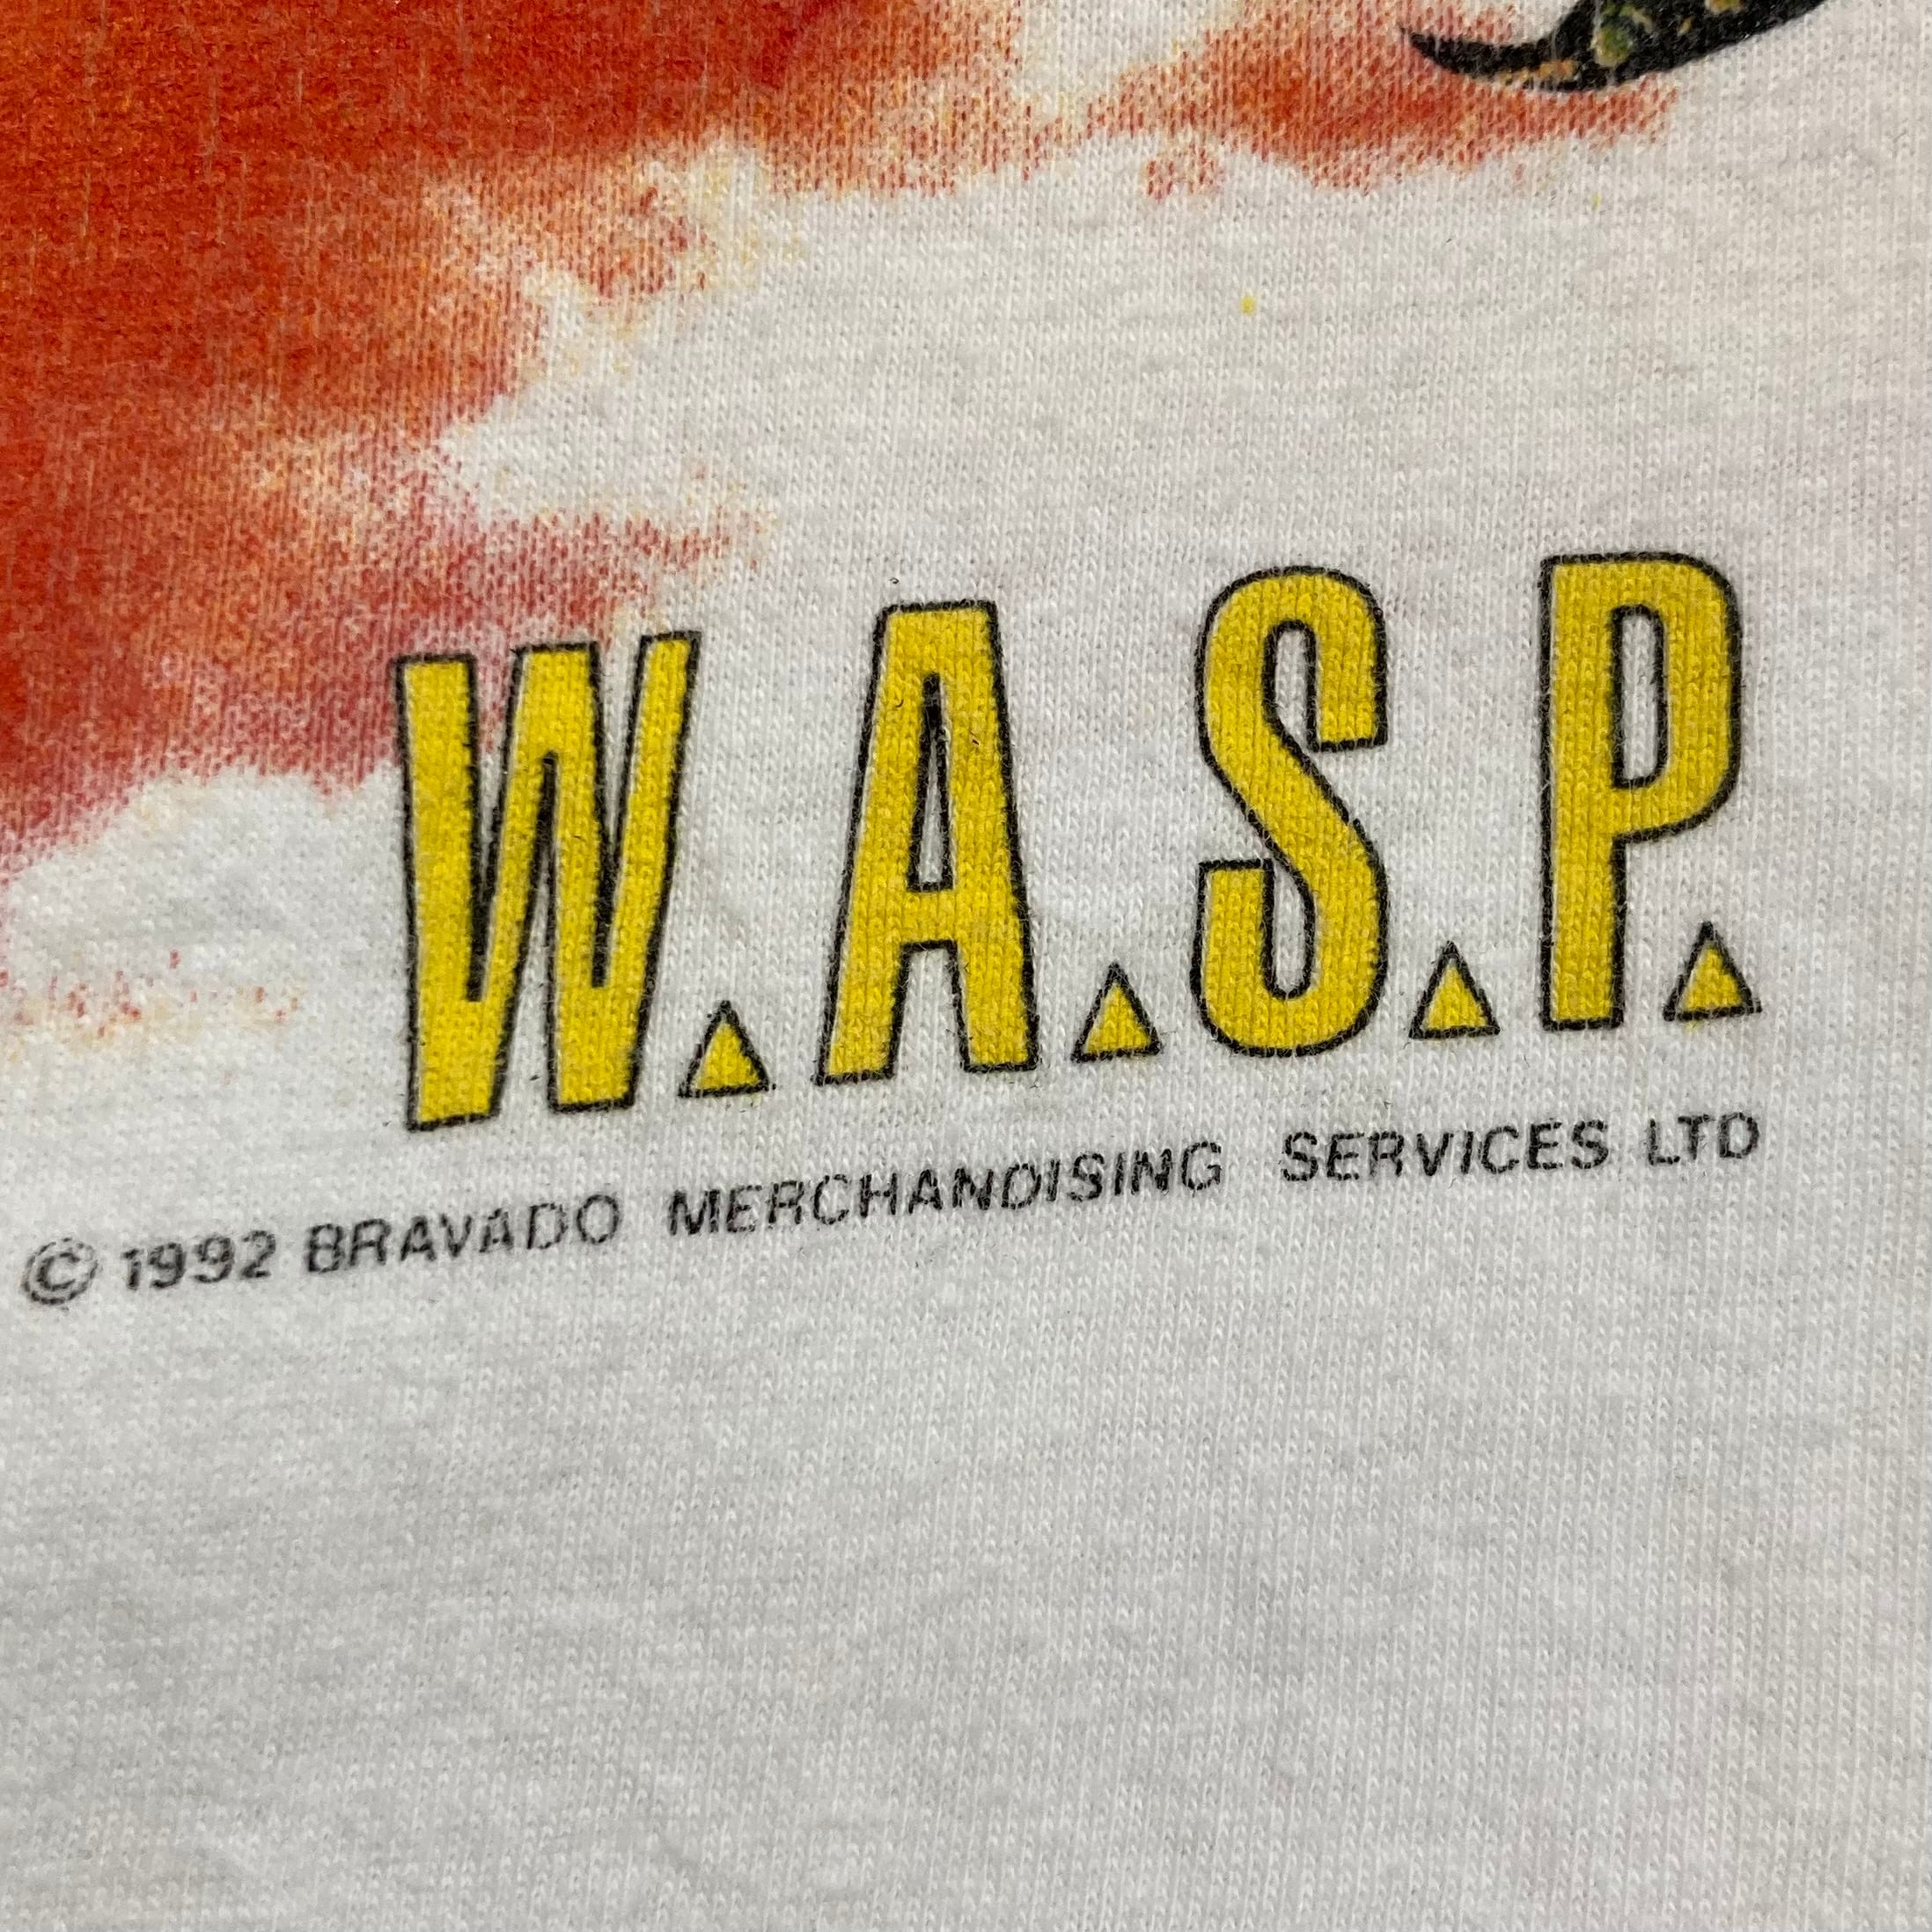 W.A.S.P.
© 1992 BRAVADO MERCHANDISING SERVICES LTD